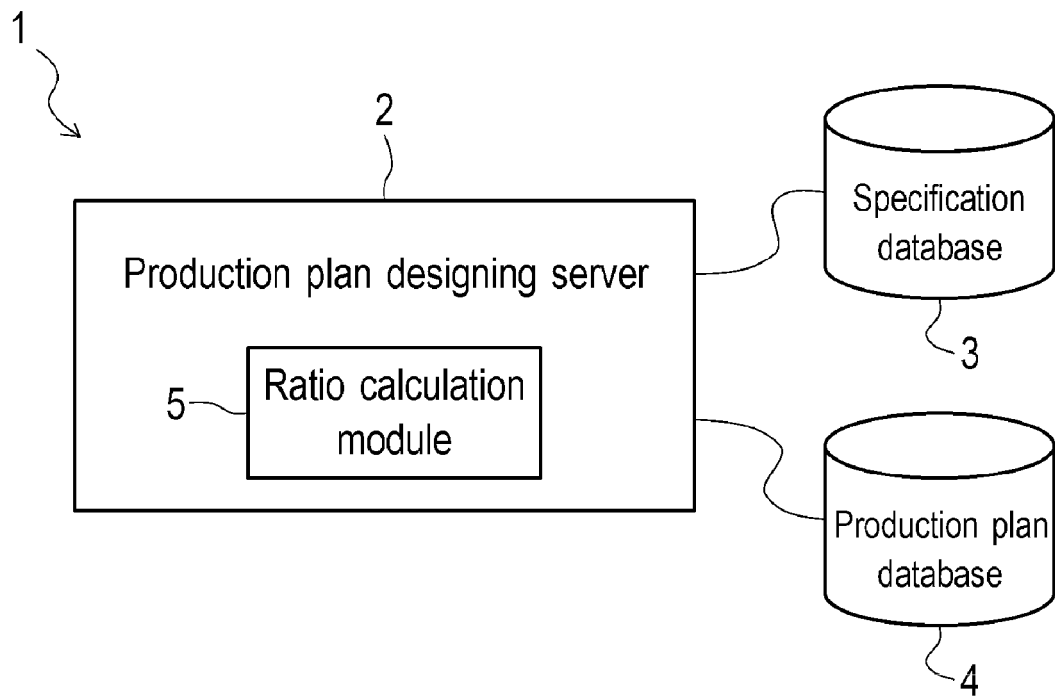 1
2
Production plan designing server
5
Ratio calculation
module
Specification
database
3
Production plan
database
4